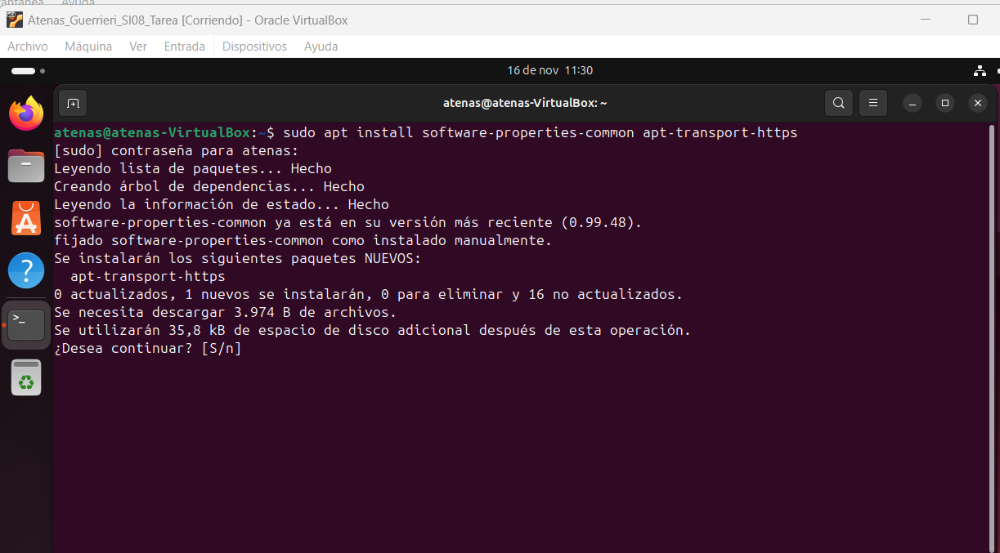 Ayuda
Atenas_Guerrieri_SI08_Tarea [Corriendo] - Oracle VirtualBox
Archivo Máquina Ver Entrada Dispositivos Ayuda
16 de nov 11:30
atenas@atenas-VirtualBox: ~
atenas@atenas-VirtualBox:~$ sudo apt install software-properties-common apt-transport-https
[sudo] contraseña para atenas:
Leyendo lista de paquetes... Hecho
Creando árbol de dependencias... Hecho
Leyendo la información de estado... Hecho
software-properties-common ya está en su versión más reciente (0.99.48).
fijado software-properties-common como instalado manualmente.
Se instalarán los siguientes paquetes NUEVOS:
apt-transport-https
0 actualizados, 1 nuevos se instalarán, 0 para eliminar y 16 no actualizados.
Se necesita descargar 3.974 B de archivos.
Se utilizarán 35,8 kB de espacio de disco adicional después de esta operación.
¿Desea continuar? [S/n]